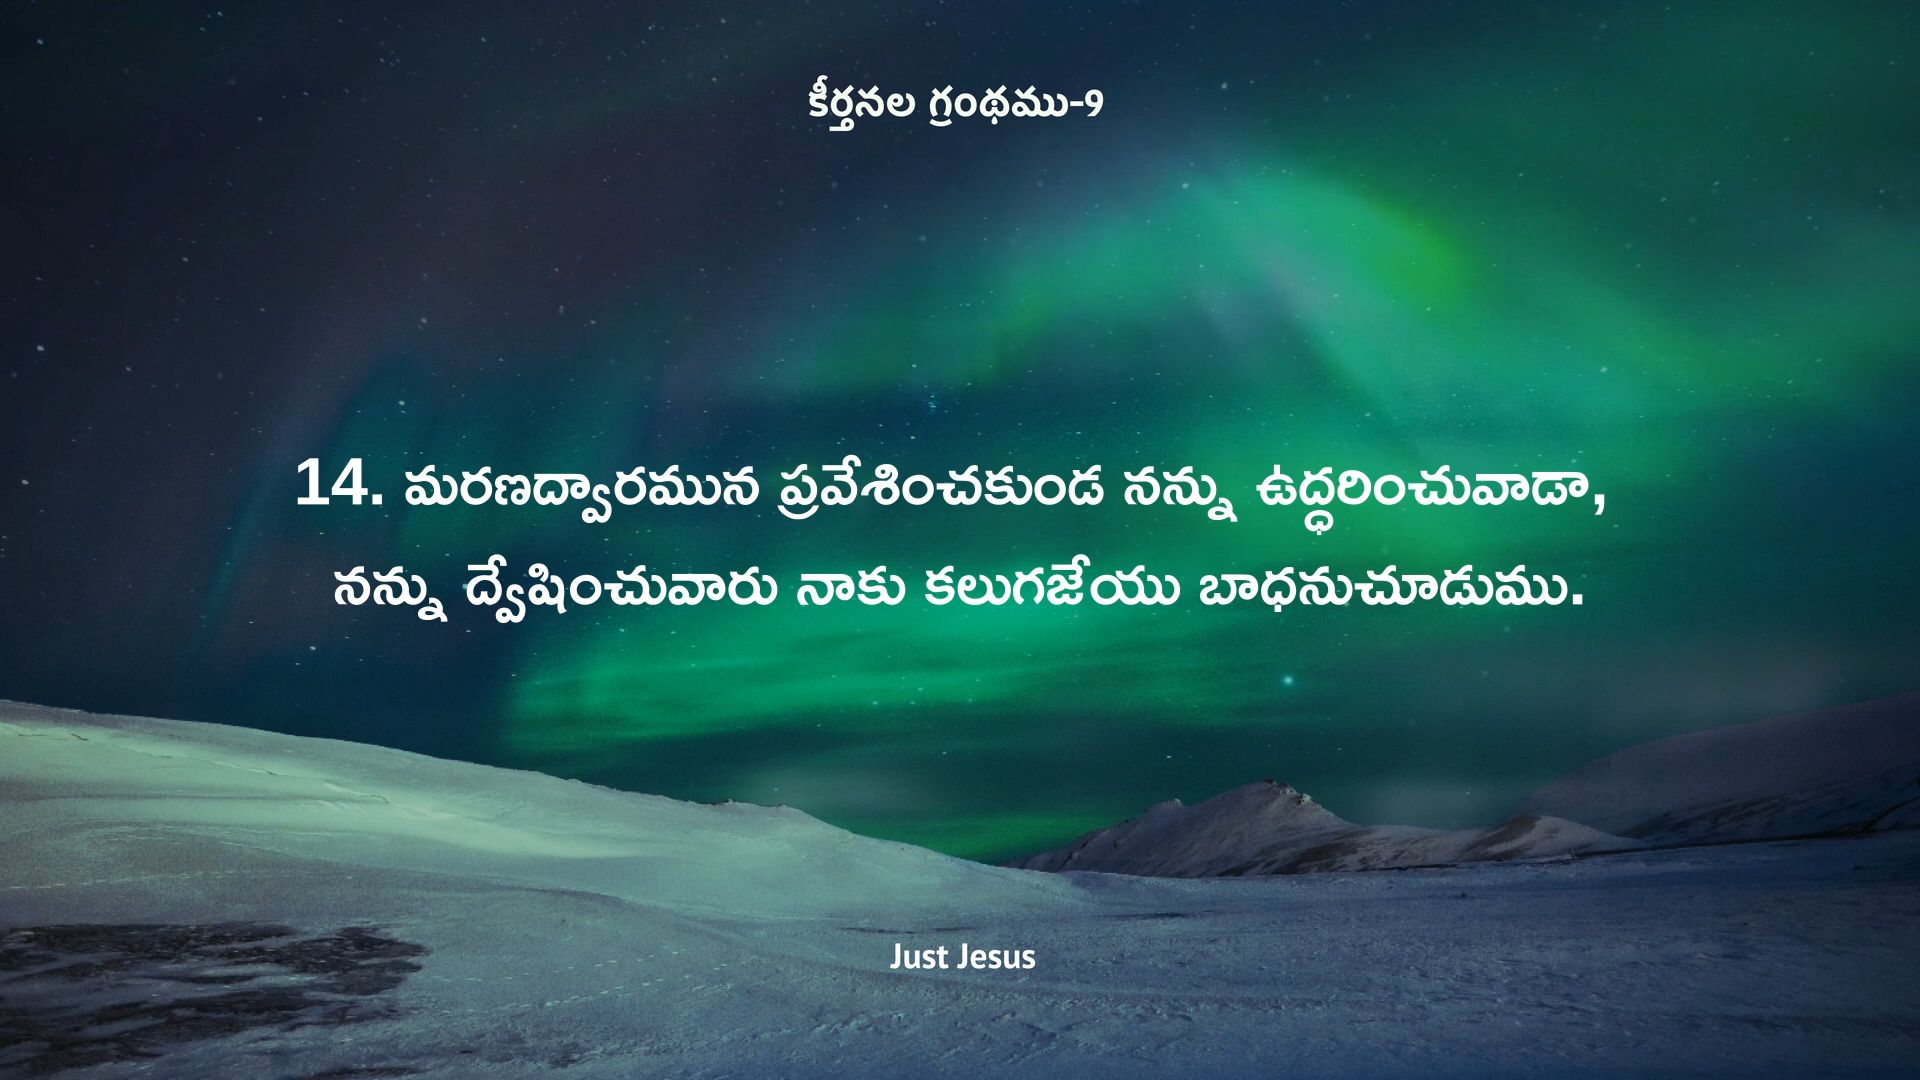 కీర్తనల గ్రంథము-9
14. మరణద్వారమున ప్రవేశించకుండ నన్ను ఉద్ధరించువాడా,
నన్ను ద్వేషించువారు నాకు కలుగజేయు బాధనుచూడుము.
Just Jesus